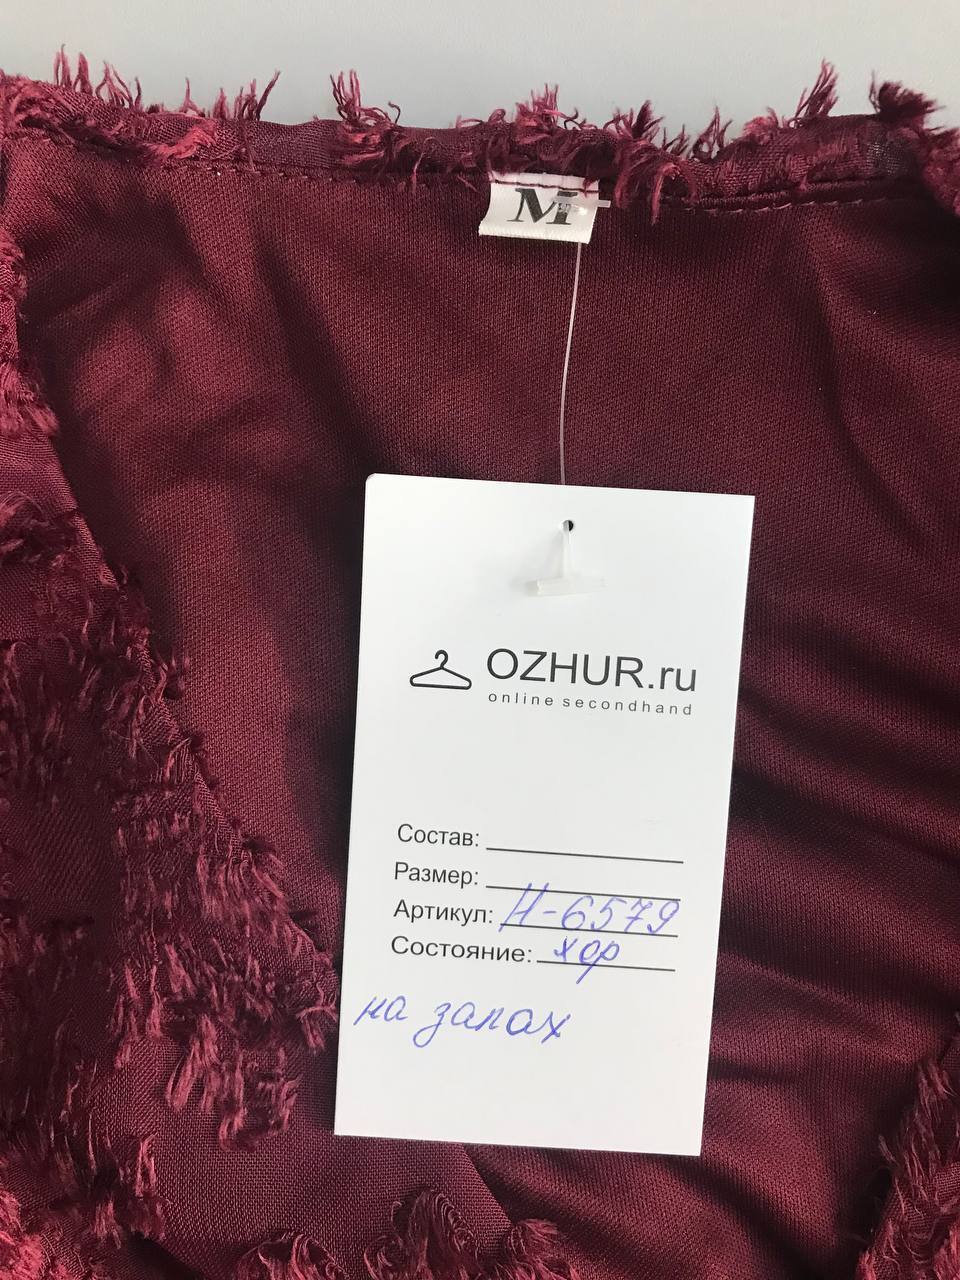 M
OZHUR.ru
online secondhand
Состав:
Размер:
Артикул: Н-6579
Состояние: хор
на запах